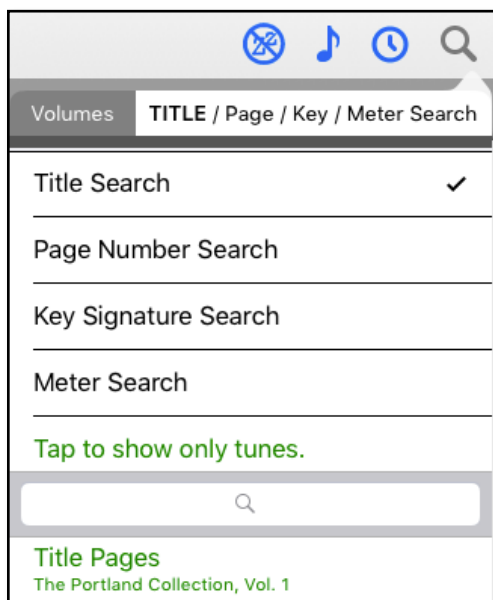 Volumes
TITLE / Page / Key / Meter Search
Title Search
Page Number Search
Key Signature Search
Meter Search
Tap to show only tunes.
Title Pages
The Portland Collection, Vol. 1